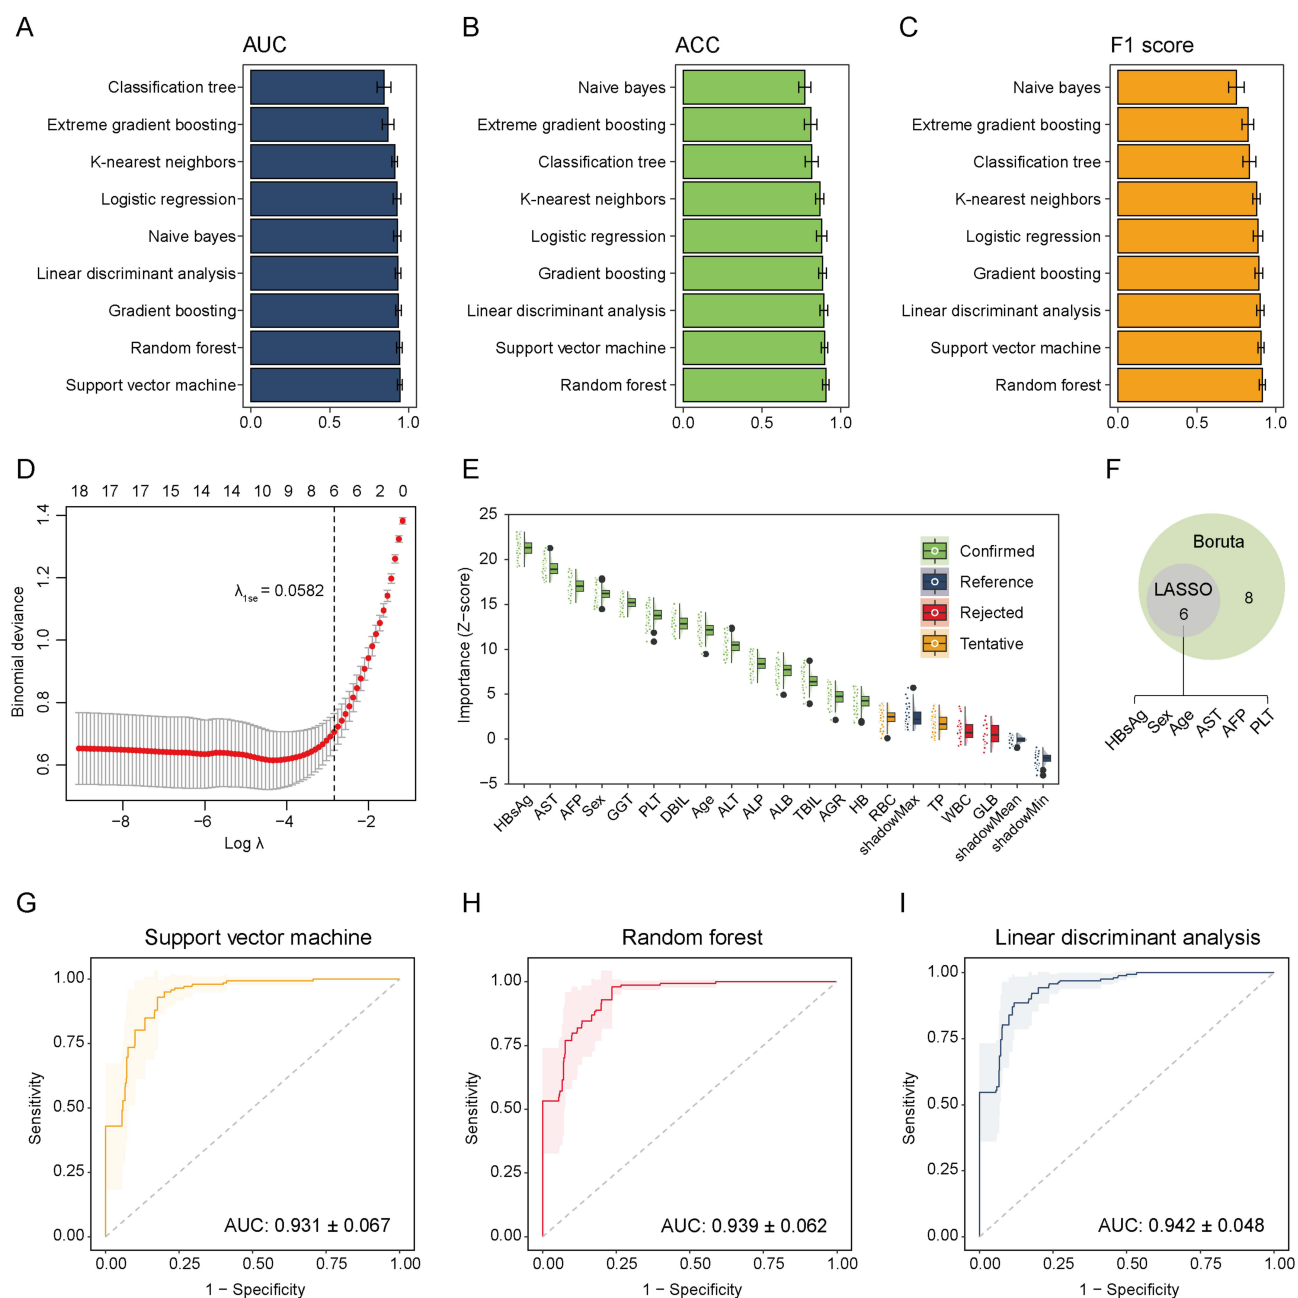 A
AUC
Classification tree
Extreme gradient boosting
K-nearest neighbors
Logistic regression
Naive bayes
Linear discriminant analysis
Gradient boosting
Random forest
Support vector machine
0.0 0.5 1.0
B
ACC
Naive bayes
Extreme gradient boosting
Classification tree
K-nearest neighbors
Logistic regression
Gradient boosting
Linear discriminant analysis
Support vector machine
Random forest
0.0 0.5 1.0
C
F1 score
Naive bayes
Extreme gradient boosting
Classification tree
K-nearest neighbors
Logistic regression
Gradient boosting
Linear discriminant analysis
Support vector machine
Random forest
0.0 0.5 1.0
D
18 17 17 15 14 14 10 9 8 6 6 2 0
Binomial deviance
1.4
1.2
1.0
0.8
0.6
λ1se = 0.0582
−8 −6 −4 −2
Log λ
E
Importance (Z−score)
25
20
15
10
5
0
−5
Confirmed
Reference
Rejected
Tentative
HBsAg AST AFP Sex GGT PLT DBIL Age ALT ALP ALB TBIL AGR HB RBC shadowMax TP WBC GLB shadowMean shadowMin
F
Boruta
LASSO
6
8
HBsAg Sex Age AST AFP PLT
G
Support vector machine
Sensitivity
1.00
0.75
0.50
0.25
0.00
AUC: 0.931 ± 0.067
0.00 0.25 0.50 0.75 1.00
1 − Specificity
H
Random forest
Sensitivity
1.00
0.75
0.50
0.25
0.00
AUC: 0.939 ± 0.062
0.00 0.25 0.50 0.75 1.00
1 − Specificity
I
Linear discriminant analysis
Sensitivity
1.00
0.75
0.50
0.25
0.00
AUC: 0.942 ± 0.048
0.00 0.25 0.50 0.75 1.00
1 − Specificity